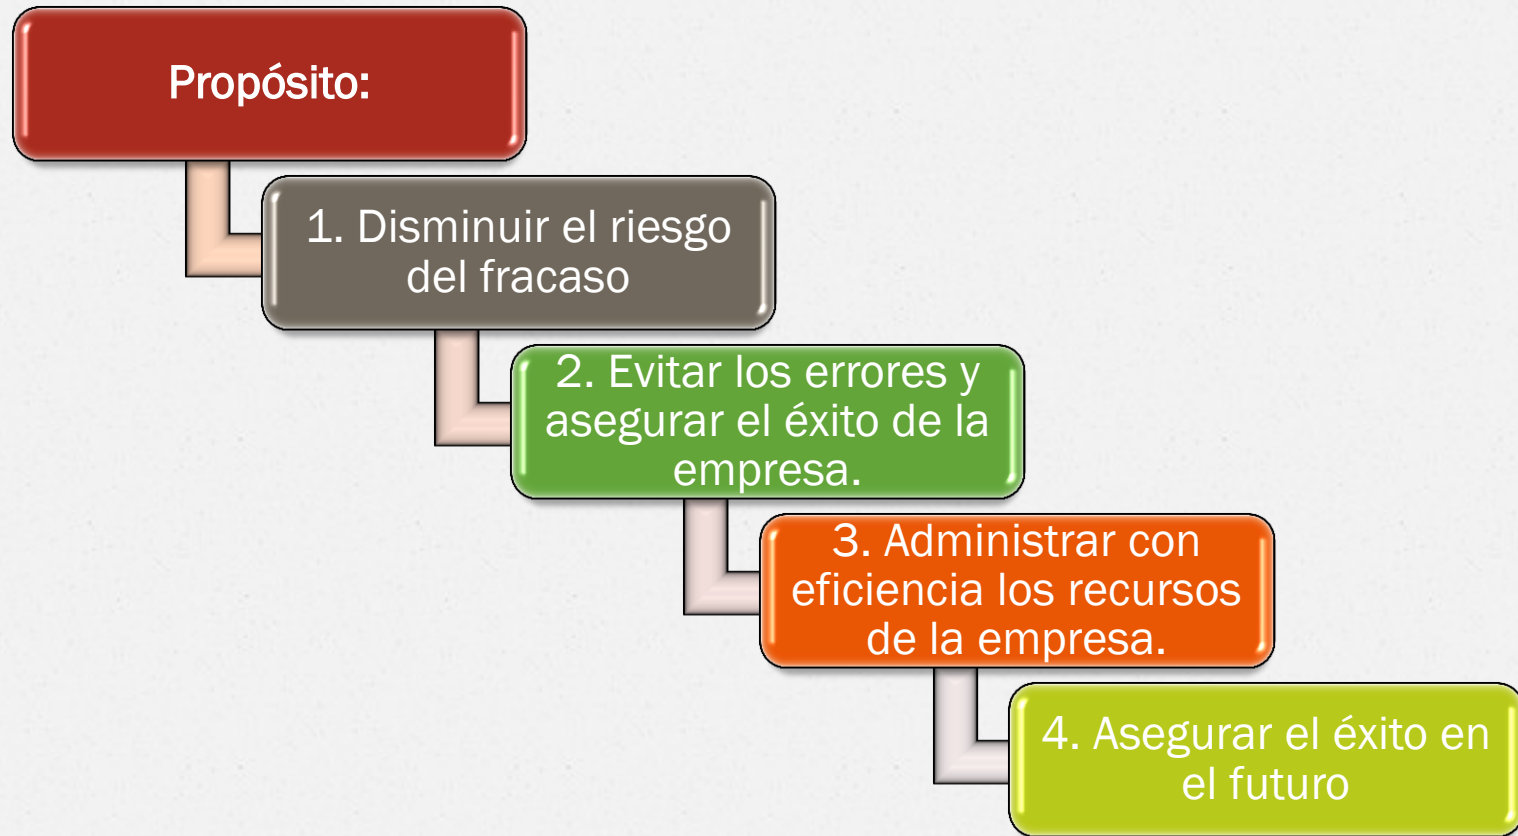 Propósito:
1. Disminuir el riesgo
del fracaso
2. Evitar los errores y
asegurar el éxito de la
empresa.
3. Administrar con
eficiencia los recursos
de la empresa.
4. Asegurar el éxito en
el futuro